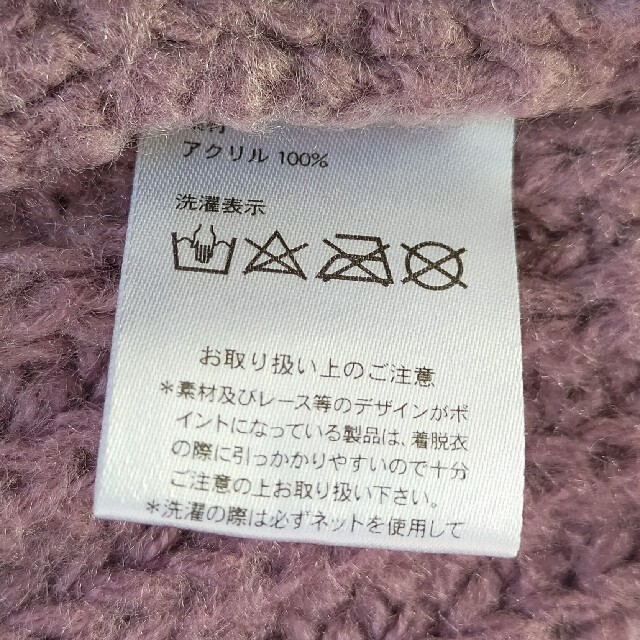 アクリル 100%
洗濯表示
お取り扱い上のご注意
＊素材及びレース等のデザインがポ
イントになっている製品は、着脱衣
の際に引っかかりやすいので十分
ご注意の上お取り扱い下さい。
＊洗濯の際は必ずネットを使用して